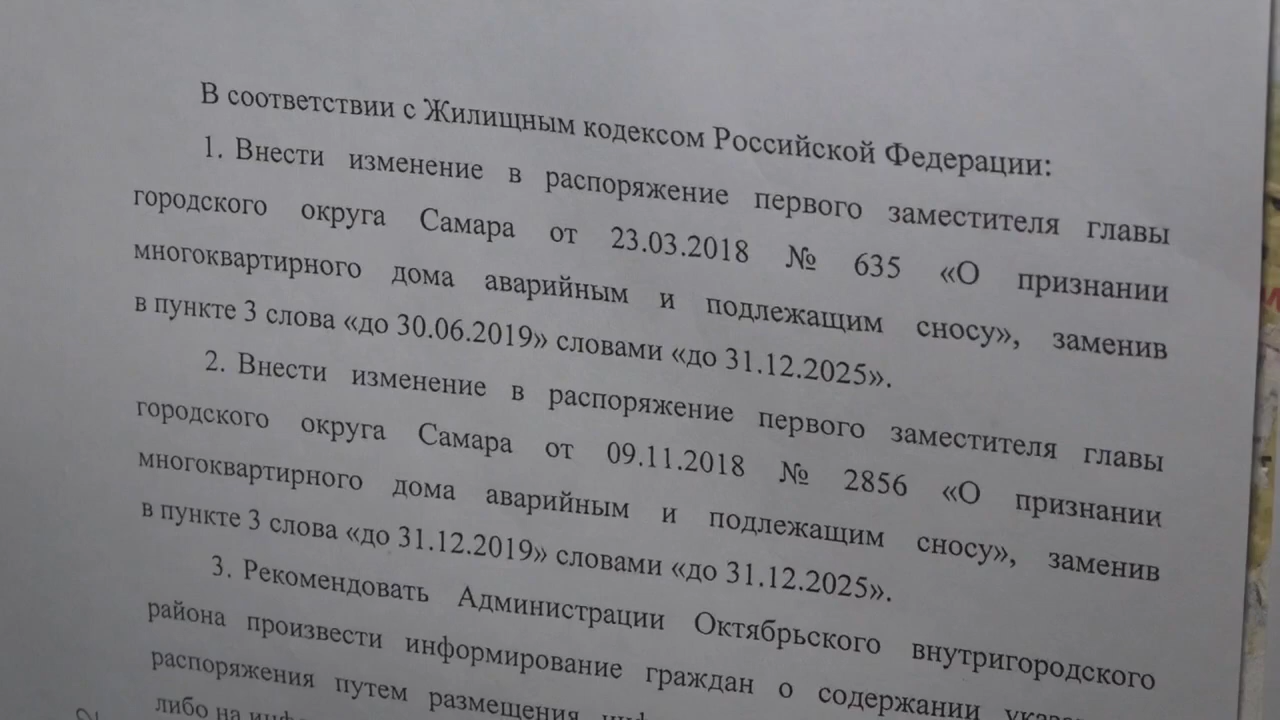 В соответствии с Жилищным кодексом Российской Федерации:
1. Внести изменение в распоряжение первого заместителя главы
городского округа Самара от 23.03.2018 № 635 «О признании
многоквартирного дома аварийным и подлежащим сносу», заменив
в пункте 3 слова «до 30.06.2019» словами «до 31.12.2025».
2. Внести изменение в распоряжение первого заместителя главы
городского округа Самара от 09.11.2018 № 2856 «О признании
многоквартирного дома аварийным и подлежащим сносу», заменив
в пункте 3 слова «до 31.12.2019» словами «до 31.12.2025».
3. Рекомендовать Администрации Октябрьского внутригородского
района произвести информирование граждан о содержании
распоряжения путем размещения
либо на